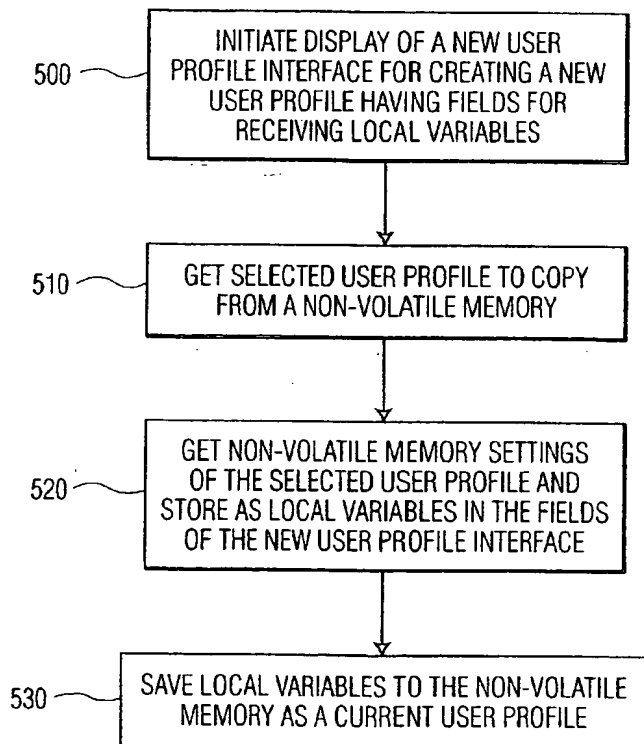 500
INITIATE DISPLAY OF A NEW USER
PROFILE INTERFACE FOR CREATING A NEW
USER PROFILE HAVING FIELDS FOR
RECEIVING LOCAL VARIABLES
510
GET SELECTED USER PROFILE TO COPY
FROM A NON-VOLATILE MEMORY
520
GET NON-VOLATILE MEMORY SETTINGS
OF THE SELECTED USER PROFILE AND
STORE AS LOCAL VARIABLES IN THE FIELDS
OF THE NEW USER PROFILE INTERFACE
530
SAVE LOCAL VARIABLES TO THE NON-VOLATILE
MEMORY AS A CURRENT USER PROFILE